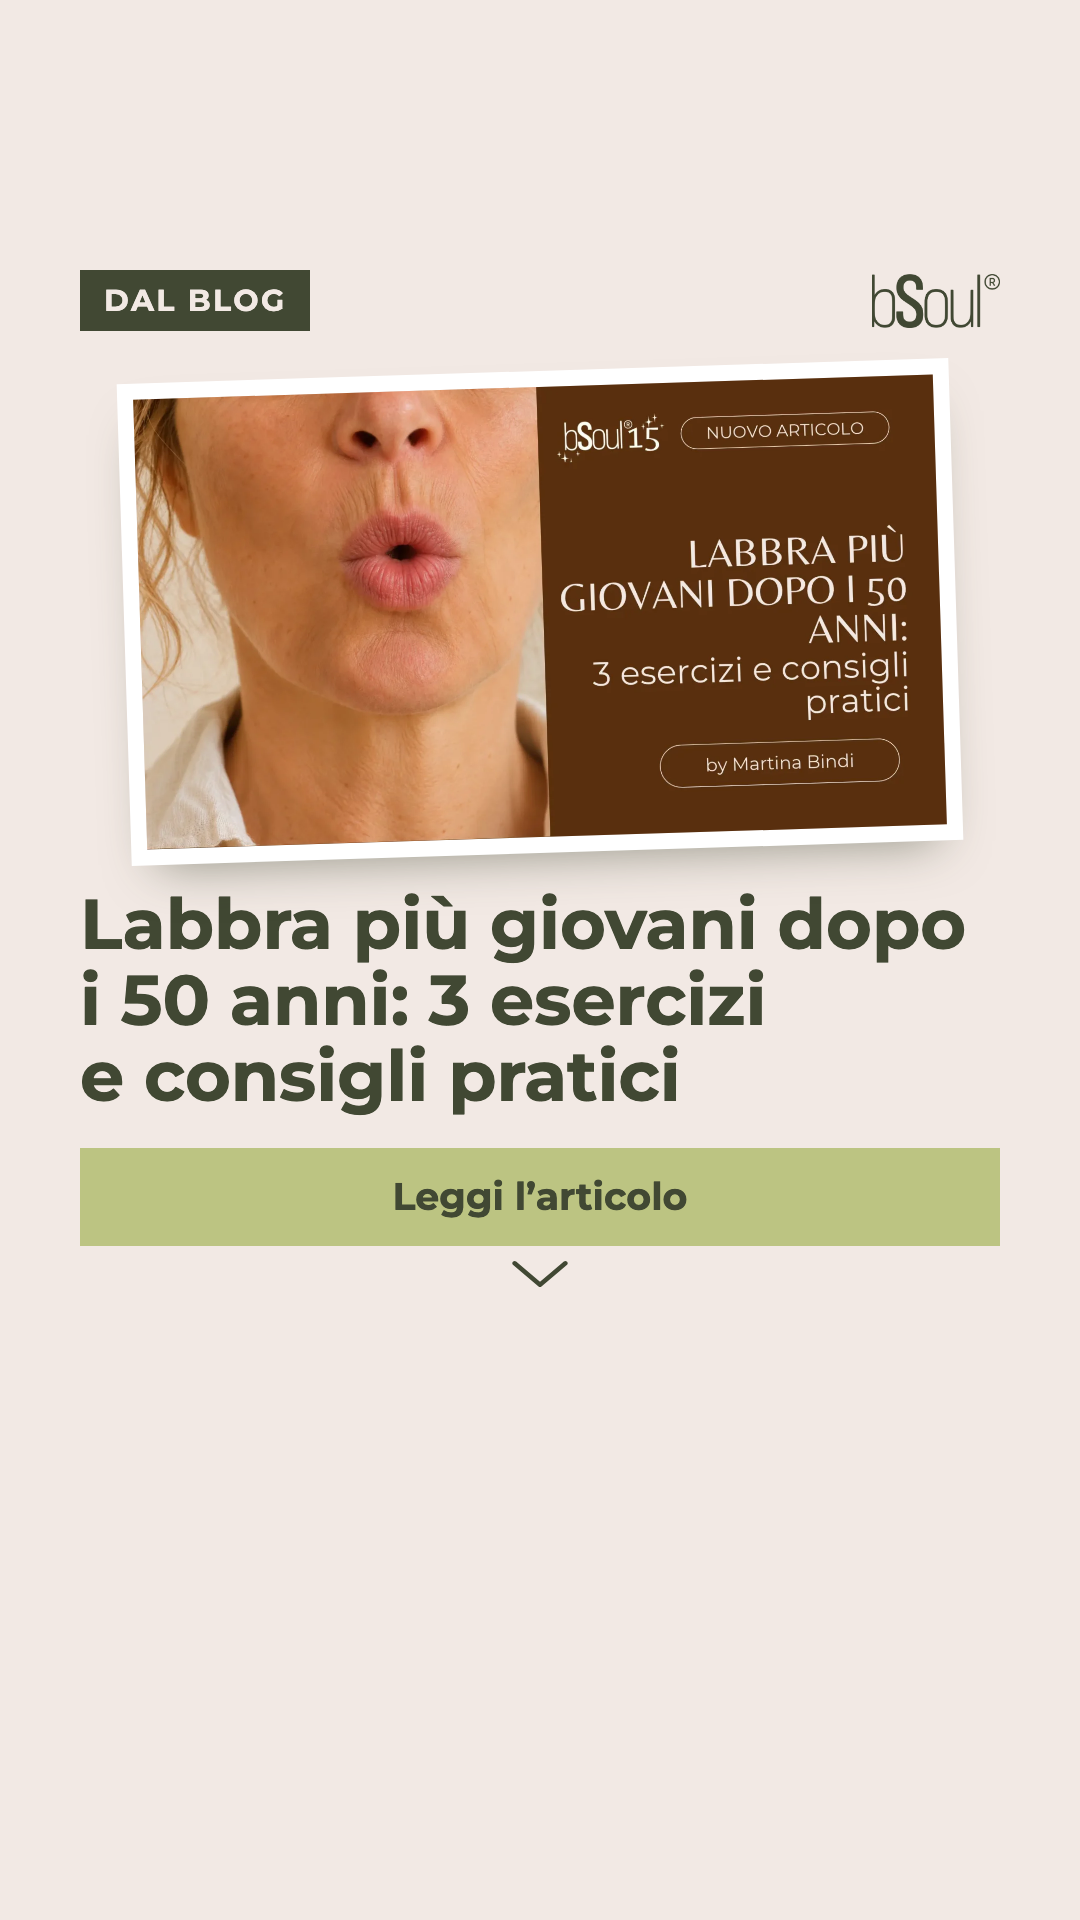 DAL BLOG
bSoul®
bSoul®15
NUOVO ARTICOLO
LABBRA PIÙ
GIOVANI DOPO I 50
ANNI:
3 esercizi e consigli
pratici
by Martina Bindi
Labbra più giovani dopo
i 50 anni: 3 esercizi
e consigli pratici
Leggi l’articolo